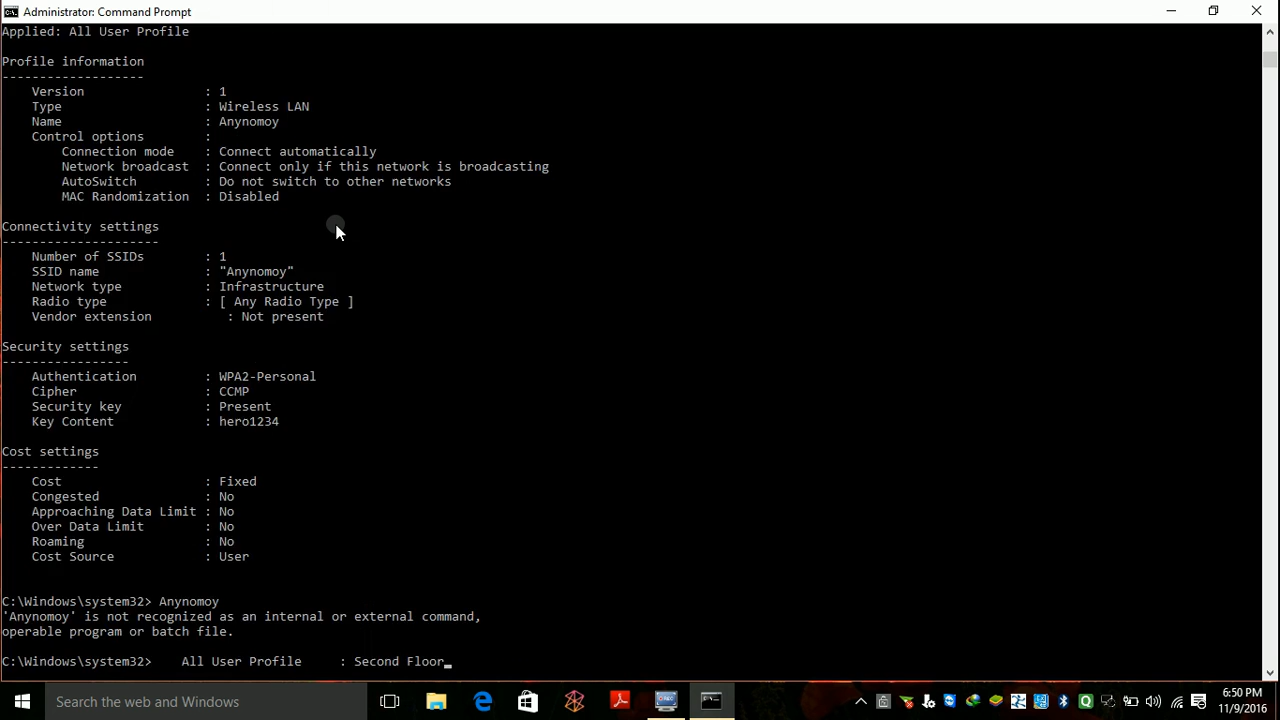 Administrator: Command Prompt
Applied: All User Profile
Profile information
-------------------
Version : 1
Type : Wireless LAN
Name : Anynomoy
Control options :
Connection mode : Connect automatically
Network broadcast : Connect only if this network is broadcasting
AutoSwitch : Do not switch to other networks
MAC Randomization : Disabled
Connectivity settings
---------------------
Number of SSIDs : 1
SSID name : "Anynomoy"
Network type : Infrastructure
Radio type : [ Any Radio Type ]
Vendor extension : Not present
Security settings
-----------------
Authentication : WPA2-Personal
Cipher : CCMP
Security key : Present
Key Content : hero1234
Cost settings
-------------
Cost : Fixed
Congested : No
Approaching Data Limit : No
Over Data Limit : No
Roaming : No
Cost Source : User
C:\Windows\system32> Anynomoy
'Anynomoy' is not recognized as an internal or external command,
operable program or batch file.
C:\Windows\system32> All User Profile : Second Floor_
Search the web and Windows
6:50 PM
11/9/2016